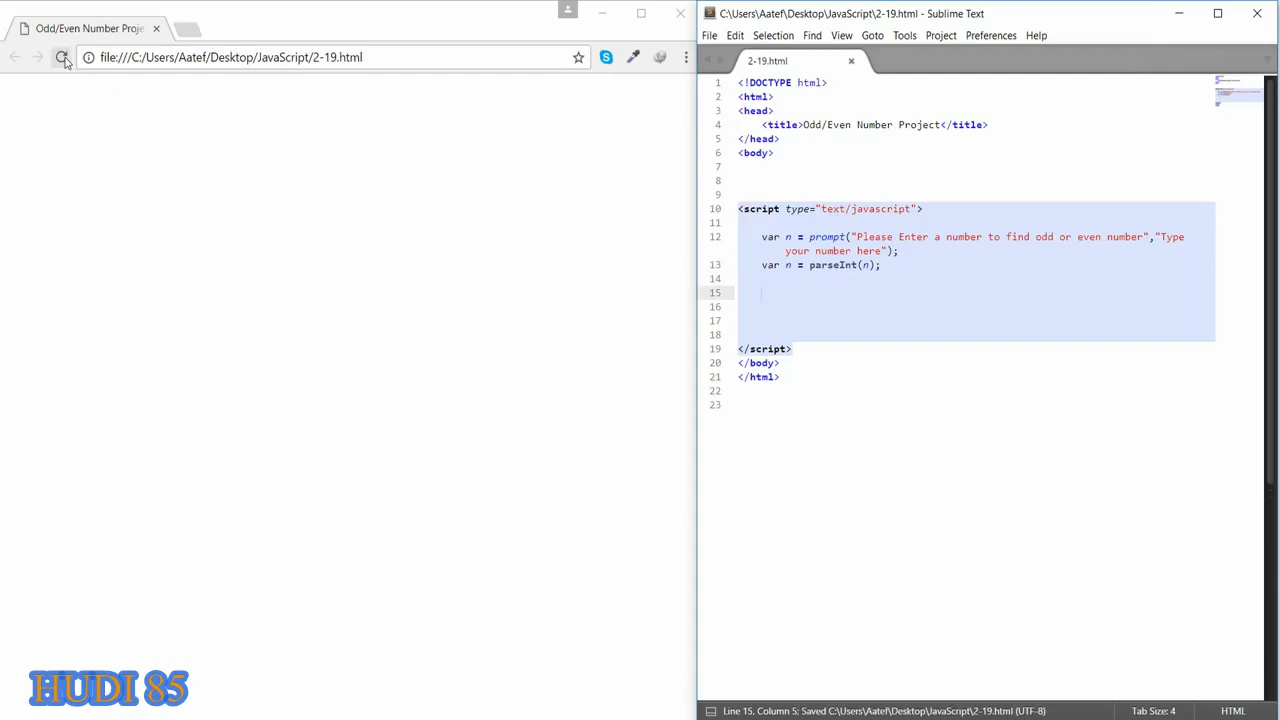 Odd/Even Number Proje
file:///C:/Users/Aatef/Desktop/JavaScript/2-19.html
C:\Users\Aatef\Desktop\JavaScript\2-19.html - Sublime Text
File Edit Selection Find View Goto Tools Project Preferences Help
2-19.html
1 <!DOCTYPE html>
2 <html>
3 <head>
4 <title>Odd/Even Number Project</title>
5 </head>
6 <body>
7
8
9
10 <script type="text/javascript">
11
12 var n = prompt("Please Enter a number to find odd or even number","Type
your number here");
13 var n = parseInt(n);
14
15
16
17
18
19 </script>
20 </body>
21 </html>
22
23
HUDI 85
Line 15, Column 5; Saved C:\Users\Aatef\Desktop\JavaScript\2-19.html (UTF-8)
Tab Size: 4
HTML